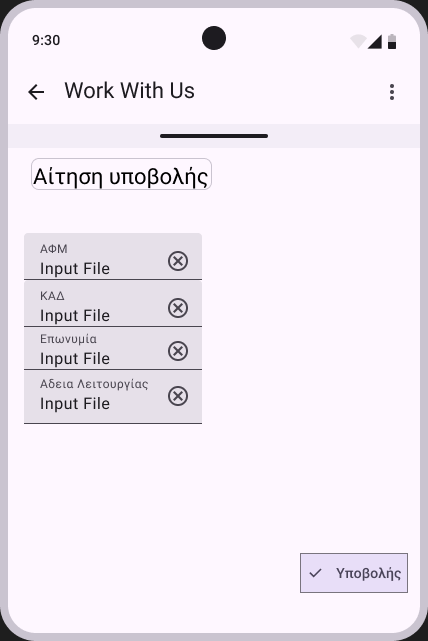 9:30
Work With Us
Αίτηση υποβολής
ΑΦΜ
Input File
ΚΑΔ
Input File
Επωνυμία
Input File
Αδεια Λειτουργίας
Input File
Υποβολής